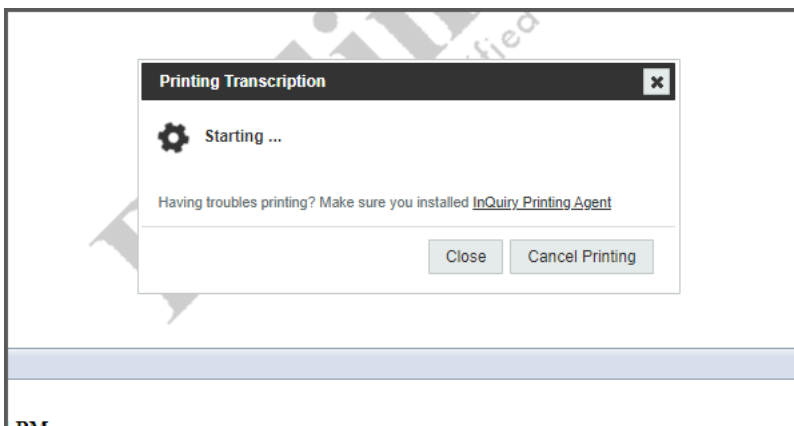 Printing Transcription
Starting ...
Having troubles printing? Make sure you installed InQuiry Printing Agent
Close
Cancel Printing
PM